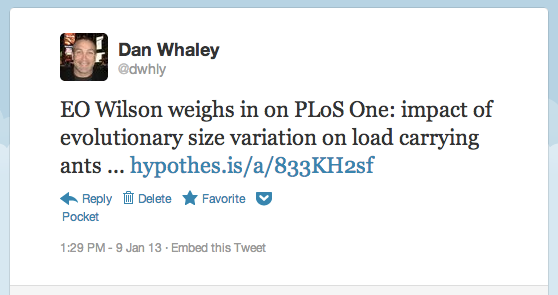 Dan Whaley
@dwhly
EO Wilson weighs in on PLoS One: impact of
evolutionary size variation on load carrying
ants ... hypothes.is/a/833KH2sf
Reply Delete Favorite
Pocket
1:29 PM - 9 Jan 13 · Embed this Tweet